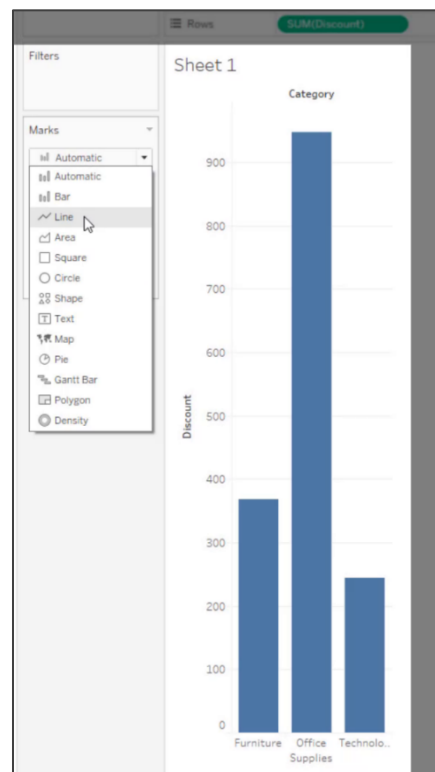 Rows
SUM(Discount)
Filters
Sheet 1
Category
Marks
Automatic
Automatic
Bar
Line
Area
Square
Circle
Shape
Text
Map
Pie
Gantt Bar
Polygon
Density
Discount
900
800
700
600
500
400
300
200
100
0
Furniture
Office
Supplies
Technolo..